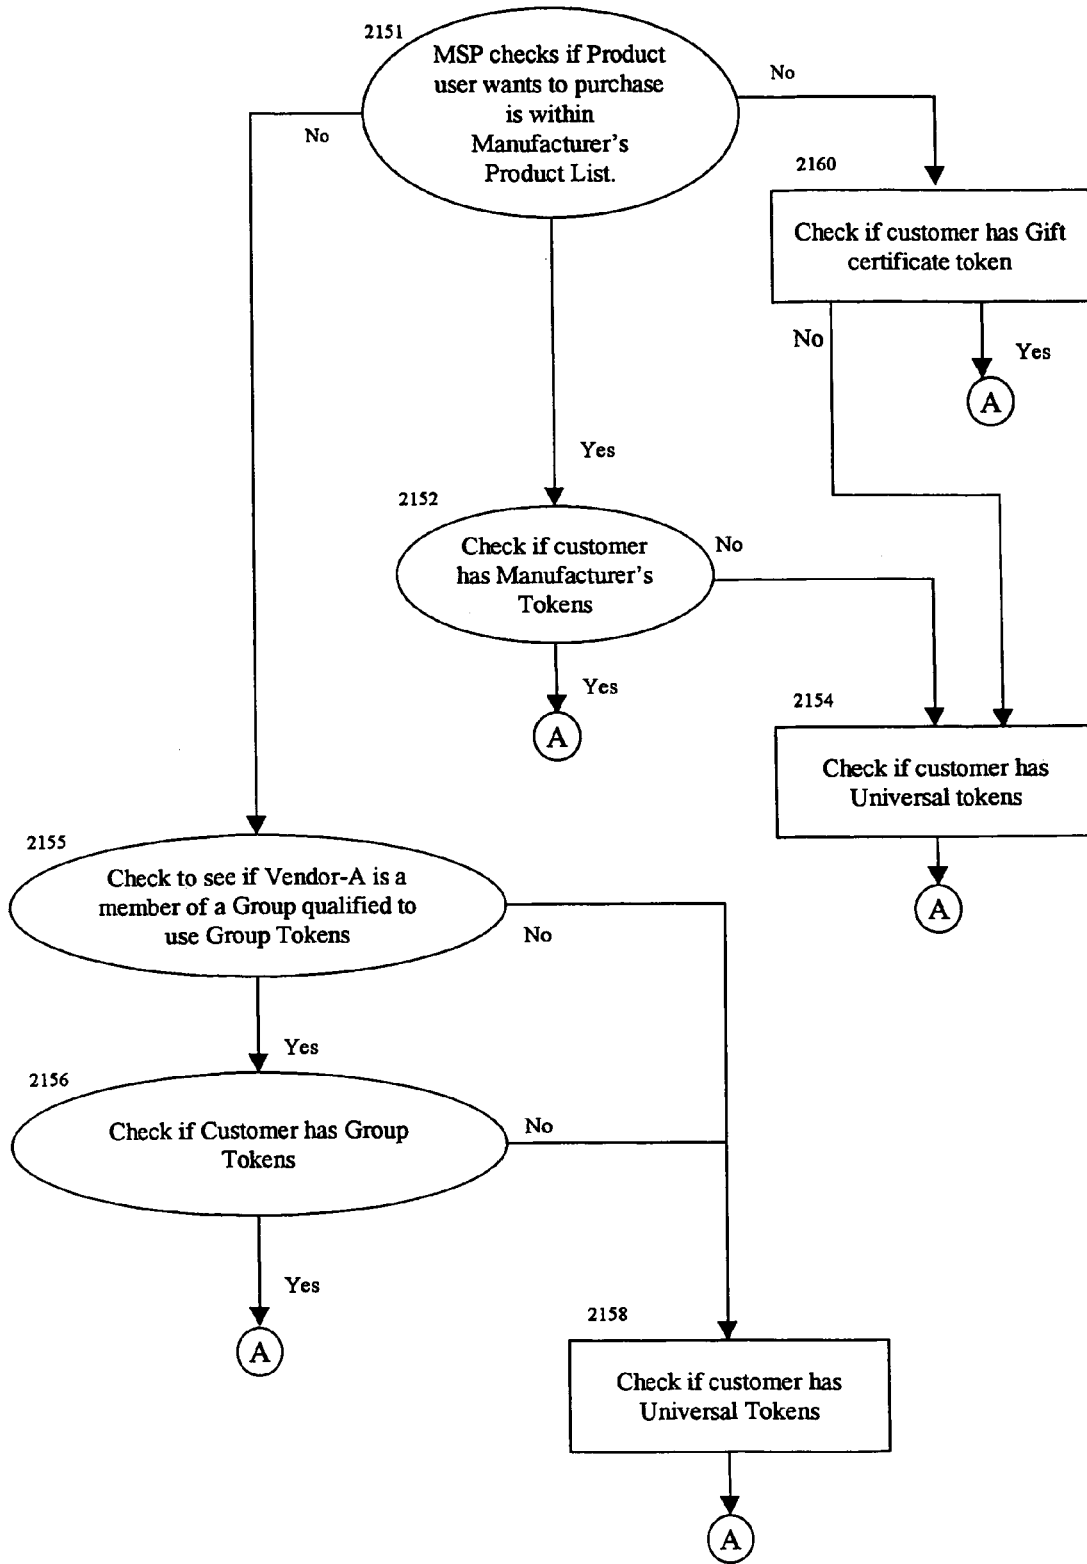 2151
MSP checks if Product
user wants to purchase
is within
Manufacturer's
Product List.
No
No
2160
Check if customer has Gift
certificate token
No
Yes
A
Yes
2152
Check if customer
has Manufacturer's
Tokens
No
Yes
A
2154
Check if customer has
Universal tokens
A
2155
Check to see if Vendor-A is a
member of a Group qualified to
use Group Tokens
No
Yes
2156
Check if Customer has Group
Tokens
No
Yes
A
2158
Check if customer has
Universal Tokens
A